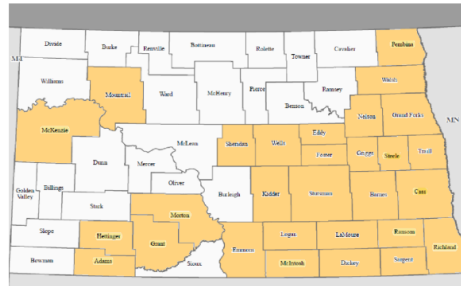 Divide
Burke
Renville
Bottineau
Rolette
Towner
Cavalier
Pembina
Williams
Mountrail
Ward
McHenry
Pierce
Benson
Ramsey
Walsh
McKenzie
Nelson
Grand Forks
MN
Dunn
Mercer
McLean
Sheridan
Wells
Eddy
Foster
Griggs
Steele
Traill
Golden
Valley
Billings
Stark
Oliver
Burleigh
Kidder
Stutsman
Barnes
Cass
Morton
Slope
Hettinger
Grant
Logan
LaMoure
Ransom
Richland
Bowman
Adams
Sioux
Emmons
McIntosh
Dickey
Sargent